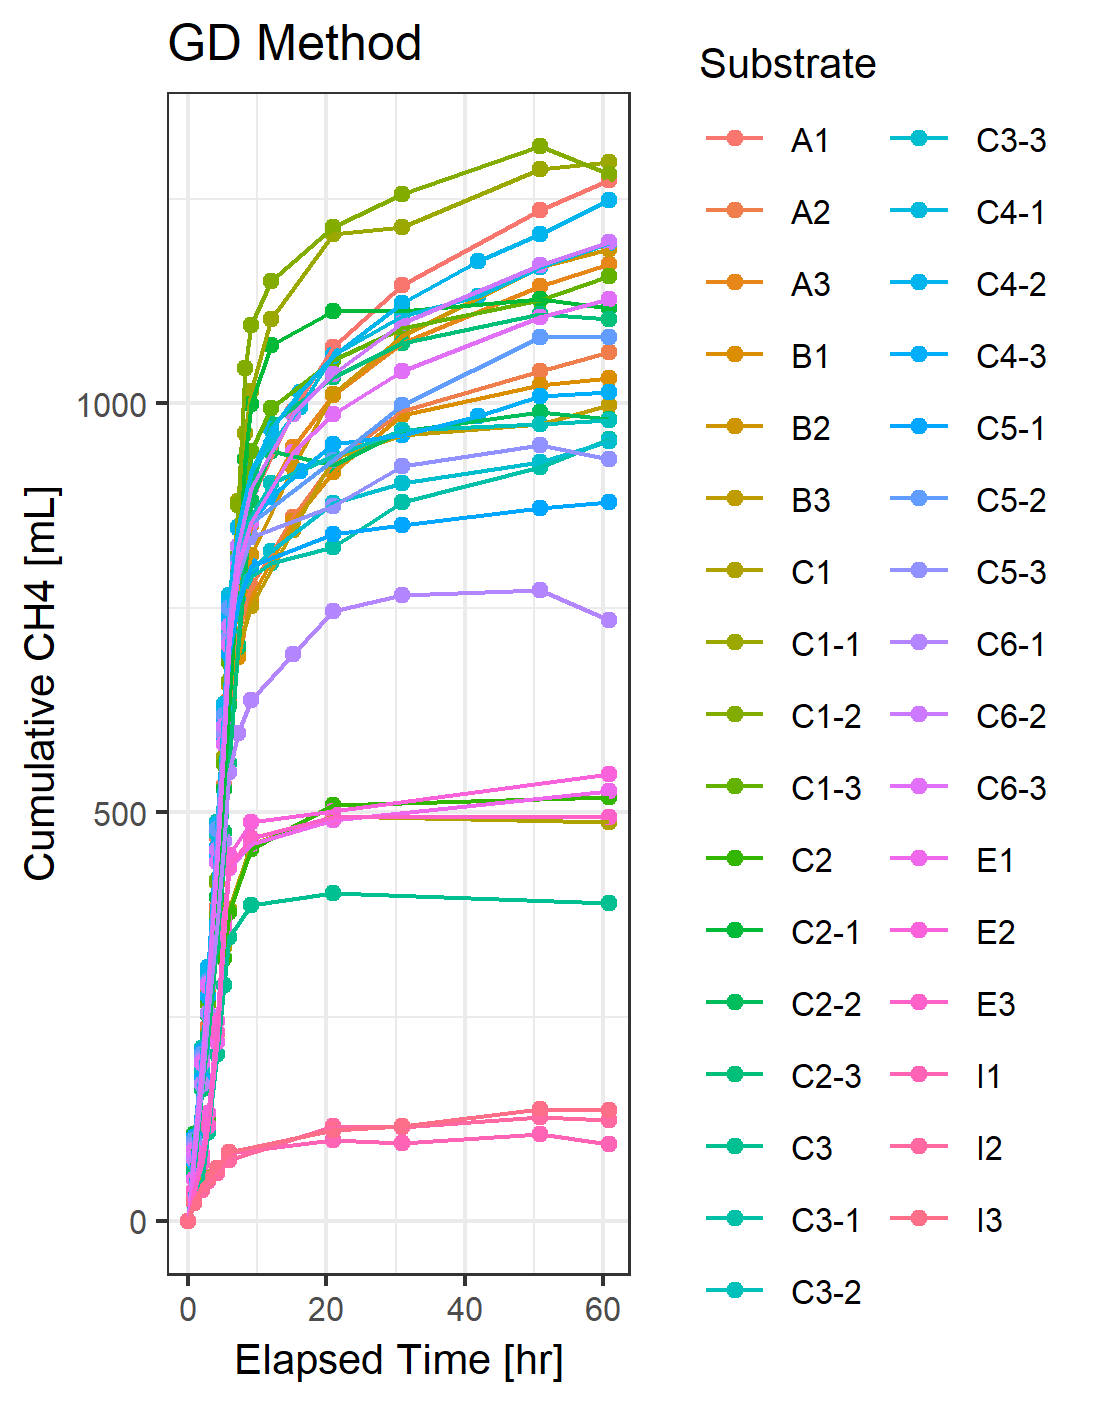 GD Method
Substrate
A1
A2
A3
B1
B2
B3
C1
C1-1
C1-2
C1-3
C2
C2-1
C2-2
C2-3
C3
C3-1
C3-2
C3-3
C4-1
C4-2
C4-3
C5-1
C5-2
C5-3
C6-1
C6-2
C6-3
E1
E2
E3
I1
I2
I3
Cumulative CH4 [mL]
1000
500
0
0 20 40 60
Elapsed Time [hr]